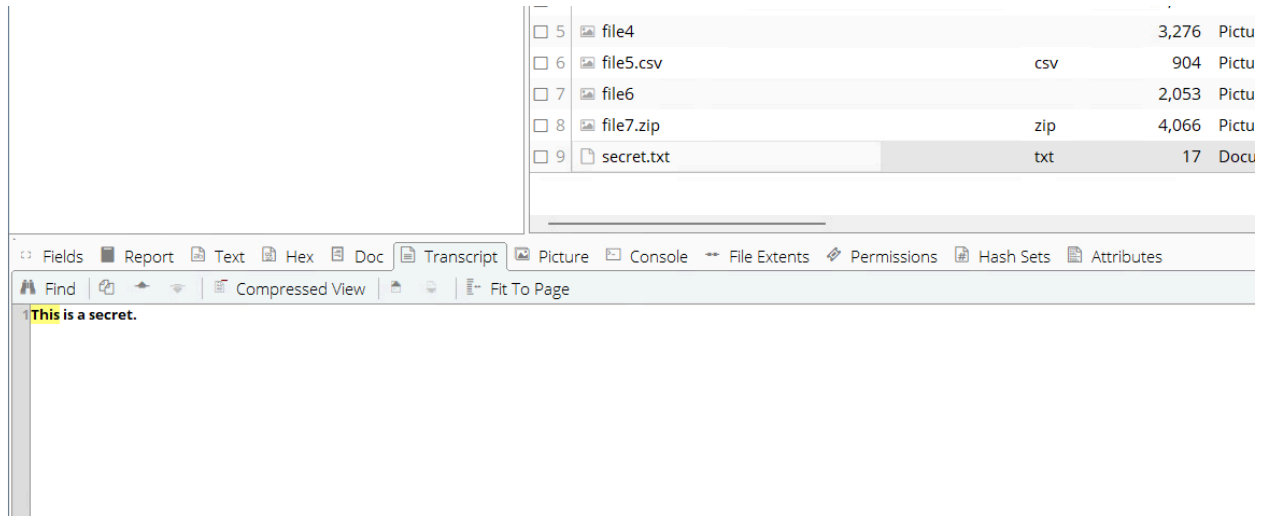 5 file4 3,276 Pictu
6 file5.csv csv 904 Pictu
7 file6 2,053 Pictu
8 file7.zip zip 4,066 Pictu
9 secret.txt txt 17 Docu
Fields Report Text Hex Doc Transcript Picture Console File Extents Permissions Hash Sets Attributes
Find Compressed View Fit To Page
1 This is a secret.